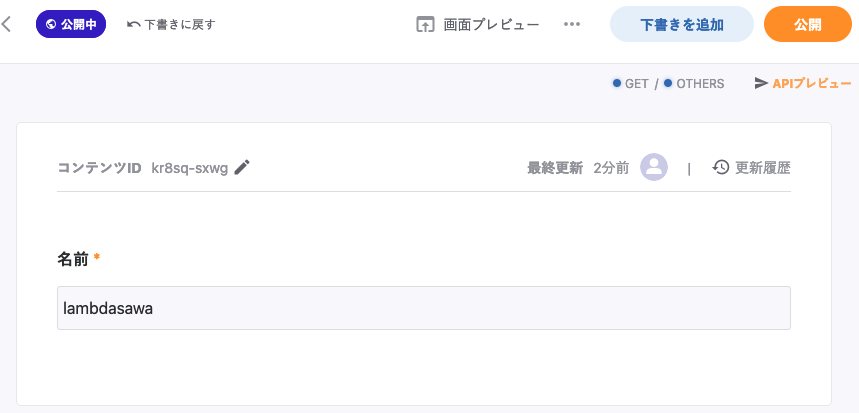 公開中 下書きに戻す 画面プレビュー ••• 下書きを追加 公開
GET / OTHERS APIプレビュー
コンテンツID kr8sq-sxwg 最終更新 2分前 | 更新履歴
名前 *
lambdasawa